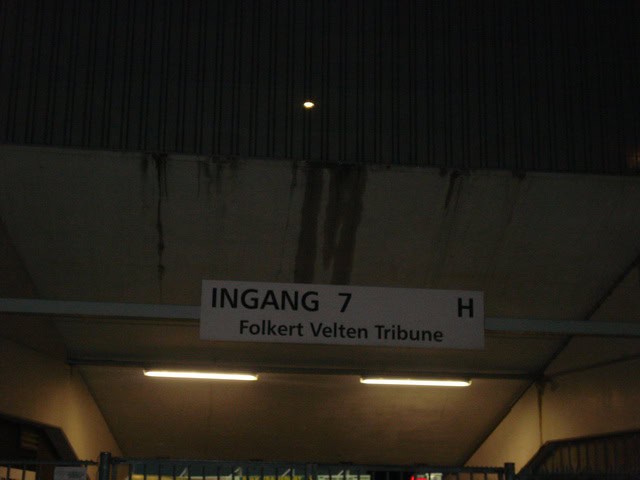 INGANG 7 H
Folkert Velten Tribune